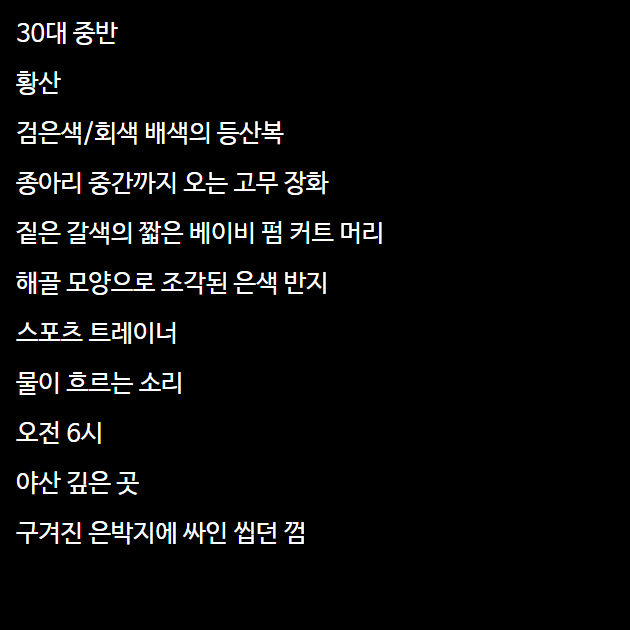 30대 중반
황산
검은색/회색 배색의 등산복
종아리 중간까지 오는 고무 장화
짙은 갈색의 짧은 베이비 펌 커트 머리
해골 모양으로 조각된 은색 반지
스포츠 트레이너
물이 흐르는 소리
오전 6시
야산 깊은 곳
구겨진 은박지에 싸인 씹던 껌